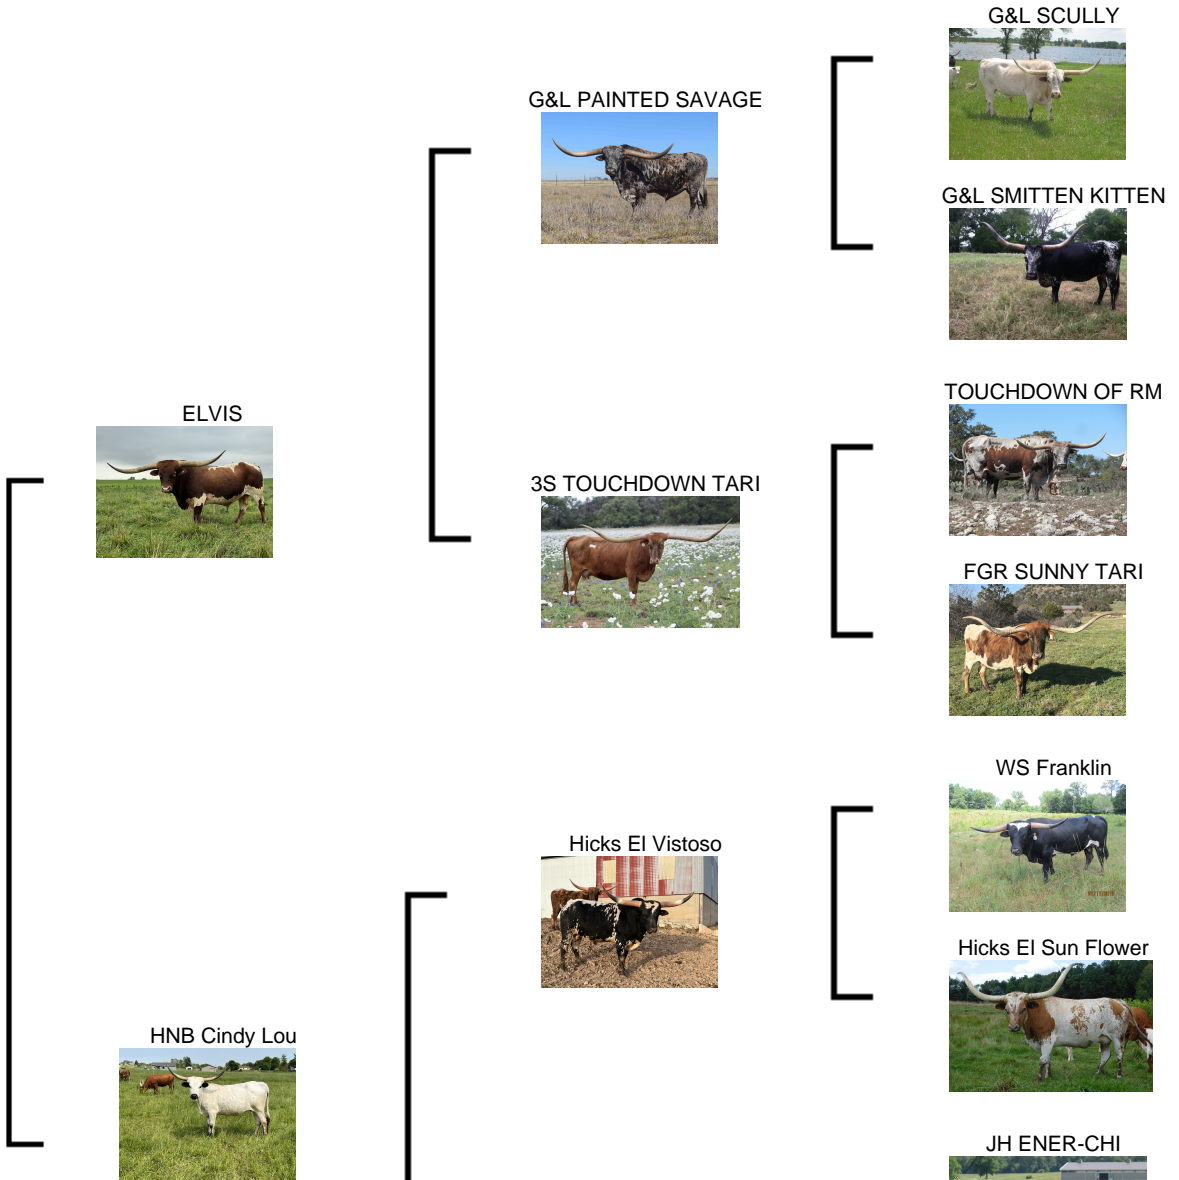 G&L SCULLY
G&L PAINTED SAVAGE
G&L SMITTEN KITTEN
TOUCHDOWN OF RM
ELVIS
3S TOUCHDOWN TARI
FGR SUNNY TARI
WS Franklin
Hicks El Vistoso
Hicks El Sun Flower
HNB Cindy Lou
JH ENER-CHI